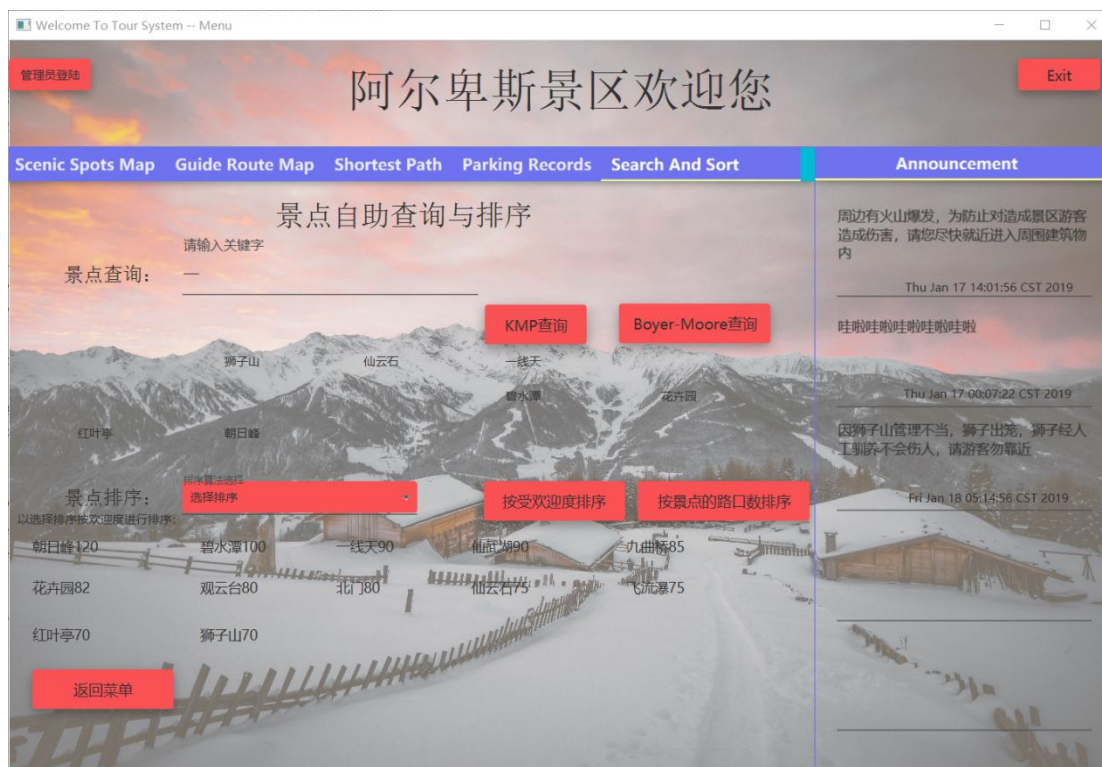 Welcome To Tour System -- Menu
管理员登陆
阿尔卑斯景区欢迎您
Exit
Scenic Spots Map Guide Route Map Shortest Path Parking Records Search And Sort
Announcement
景点自助查询与排序
请输入关键字
景点查询:
一
KMP查询 Boyer-Moore查询
狮子山 仙云石 一线天
碧水潭 花卉园
红叶亭 朝日峰
排序算法选择
景点排序:
选择排序
按受欢迎度排序 按景点的路口数排序
以选择排序按欢迎度进行排序:
朝日峰120 碧水潭100 一线天90 仙武湖90 九曲桥85
花卉园82 观云台80 北门80 仙云石75 飞流瀑75
红叶亭70 狮子山70
返回菜单
周边有火山爆发，为防止对造成景区游客
造成伤害，请您尽快就近进入周围建筑物
内
Thu Jan 17 14:01:56 CST 2019
哇啦哇啦哇啦哇啦哇啦
Thu Jan 17 00:07:22 CST 2019
因狮子山管理不当，狮子出笼，狮子经人
工驯养不会伤人，请游客勿靠近
Fri Jan 18 05:14:56 CST 2019